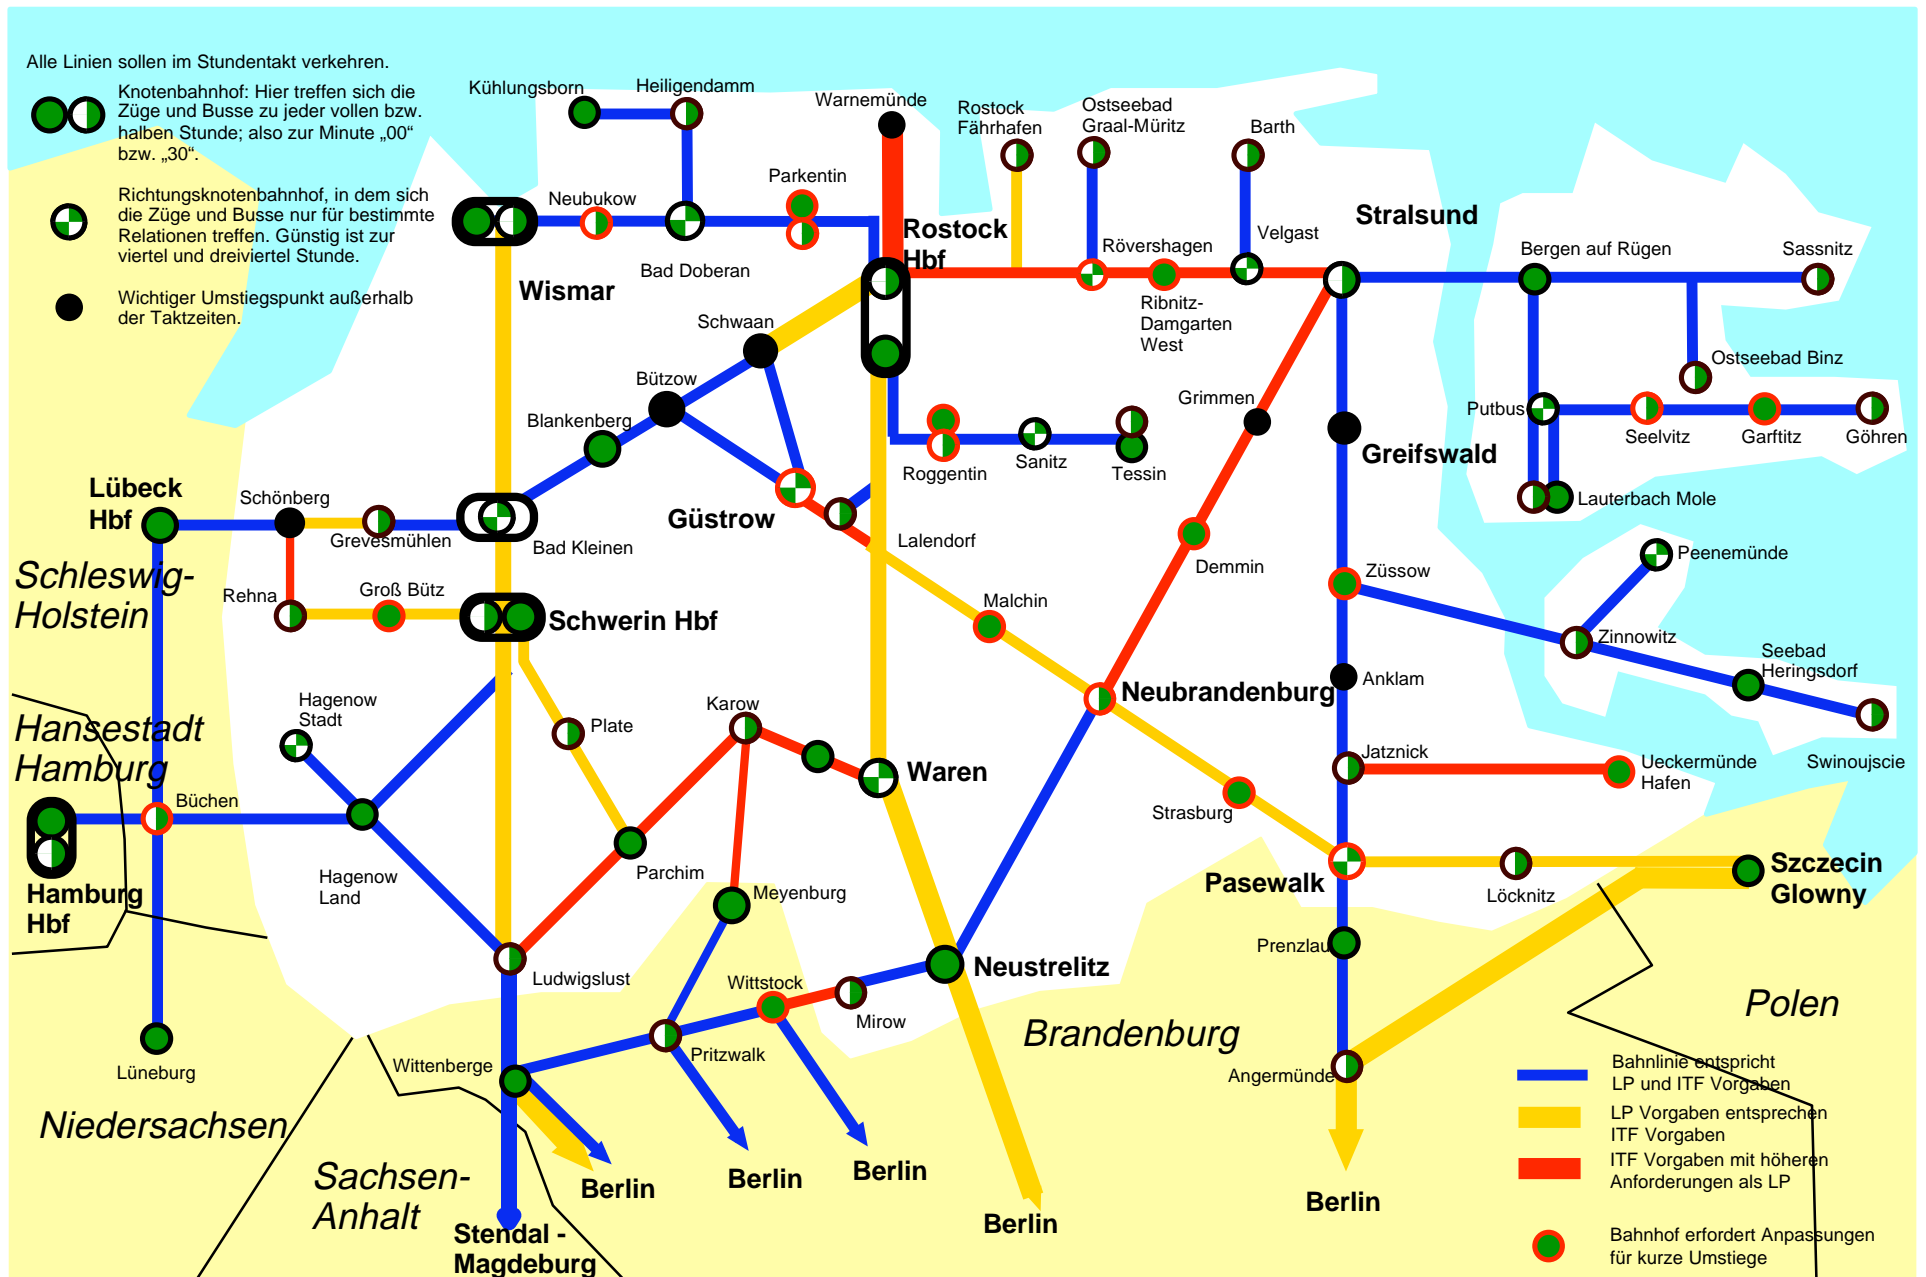 Alle Linien sollen im Stundentakt verkehren.
Knotenbahnhof: Hier treffen sich die
Züge und Busse zu jeder vollen bzw.
halben Stunde; also zur Minute „00“
bzw. „30“.
Richtungsknotenbahnhof, in dem sich
die Züge und Busse nur für bestimmte
Relationen treffen. Günstig ist zur
viertel und dreiviertel Stunde.
Wichtiger Umstiegspunkt außerhalb
der Taktzeiten.
Kühlungsborn
Heiligendamm
Warnemünde
Rostock
Fährhafen
Ostseebad
Graal-Müritz
Barth
Neubukow
Parkentin
Bad Doberan
Wismar
Rostock
Hbf
Rövershagen
Velgast
Ribnitz-
Damgarten
West
Stralsund
Bergen auf Rügen
Sassnitz
Ostseebad Binz
Schwaan
Bützow
Blankenberg
Grimmen
Greifswald
Putbus
Seelvitz
Garftitz
Göhren
Lauterbach Mole
Roggentin
Sanitz
Tessin
Lübeck
Hbf
Schönberg
Grevesmühlen
Bad Kleinen
Güstrow
Lalendorf
Demmin
Züssow
Peenemünde
Schleswig-
Holstein
Rehna
Groß Bütz
Schwerin Hbf
Malchin
Zinnowitz
Seebad
Heringsdorf
Swinoujscie
Hansestadt
Hamburg
Hagenow
Stadt
Plate
Karow
Waren
Neubrandenburg
Anklam
Jatznick
Ueckermünde
Hafen
Büchen
Hamburg
Hbf
Hagenow
Land
Parchim
Meyenburg
Strasburg
Pasewalk
Löcknitz
Szczecin
Glowny
Ludwigslust
Wittstock
Mirow
Neustrelitz
Prenzlau
Polen
Brandenburg
Lüneburg
Wittenberge
Pritzwalk
Angermünde
Niedersachsen
Sachsen-
Anhalt
Stendal -
Magdeburg
Berlin
Berlin
Berlin
Berlin
Berlin
Bahnlinie entspricht
LP und ITF Vorgaben
LP Vorgaben entsprechen
ITF Vorgaben
ITF Vorgaben mit höheren
Anforderungen als LP
Bahnhof erfordert Anpassungen
für kurze Umstiege